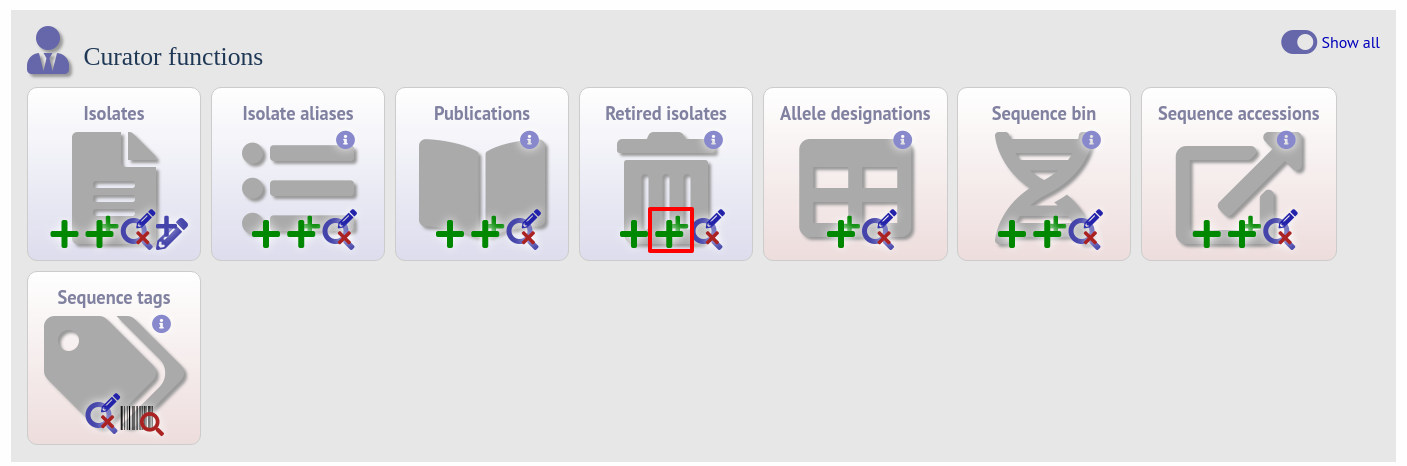 Curator functions
Show all
Isolates
Isolate aliases
Publications
Retired isolates
Allele designations
Sequence bin
Sequence accessions
Sequence tags